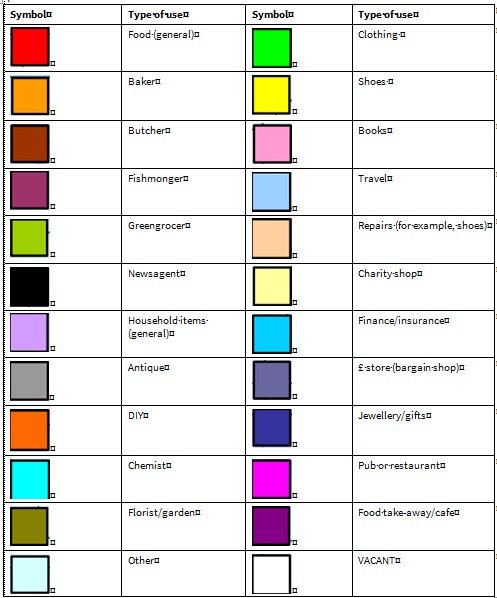 Symbol¤ Type·of·use¤ Symbol¤ Type·of·use¤
¤ Food·(general)¤ ¤ Clothing·¤
¤ Baker¤ ¤ Shoes·¤
¤ Butcher¤ ¤ Books¤
¤ Fishmonger¤ ¤ Travel¤
¤ Greengrocer¤ ¤ Repairs·(for·example,·shoes)¤
¤ Newsagent¤ ¤ Charity·shop¤
¤ Household·items· ¤ Finance/insurance¤
(general)¤
¤ Antique¤ ¤ £·store·(bargain·shop)¤
¤ DIY¤ ¤ Jewellery/gifts¤
¤ Chemist¤ ¤ Pub·or·restaurant¤
¤ Florist/garden¤ ¤ Food·take-away/cafe¤
¤ Other¤ ¤ VACANT¤